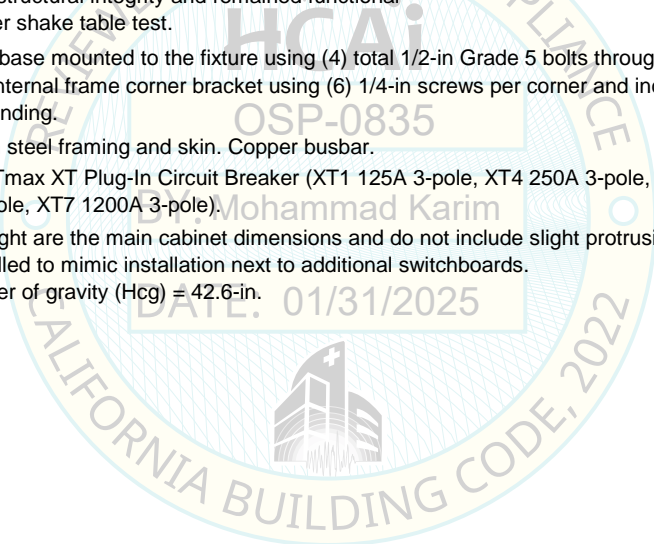 structural integrity and remained functional
er shake table test.
HCAi
base mounted to the fixture using (4) total 1/2-in Grade 5 bolts throug
nternal frame corner bracket using (6) 1/4-in screws per corner and in
nding.
OSP-0835
steel framing and skin. Copper busbar.
Tmax XT Plug-In Circuit Breaker (XT1 125A 3-pole, XT4 250A 3-pole,
ole, XT7 1200A 3-pole).
BY: Mohammad Karim
ght are the main cabinet dimensions and do not include slight protrusi
lled to mimic installation next to additional switchboards.
er of gravity (Hcg) = 42.6-in.
DATE: 01/31/2025
CALIFORNIA BUILDING CODE, 2022